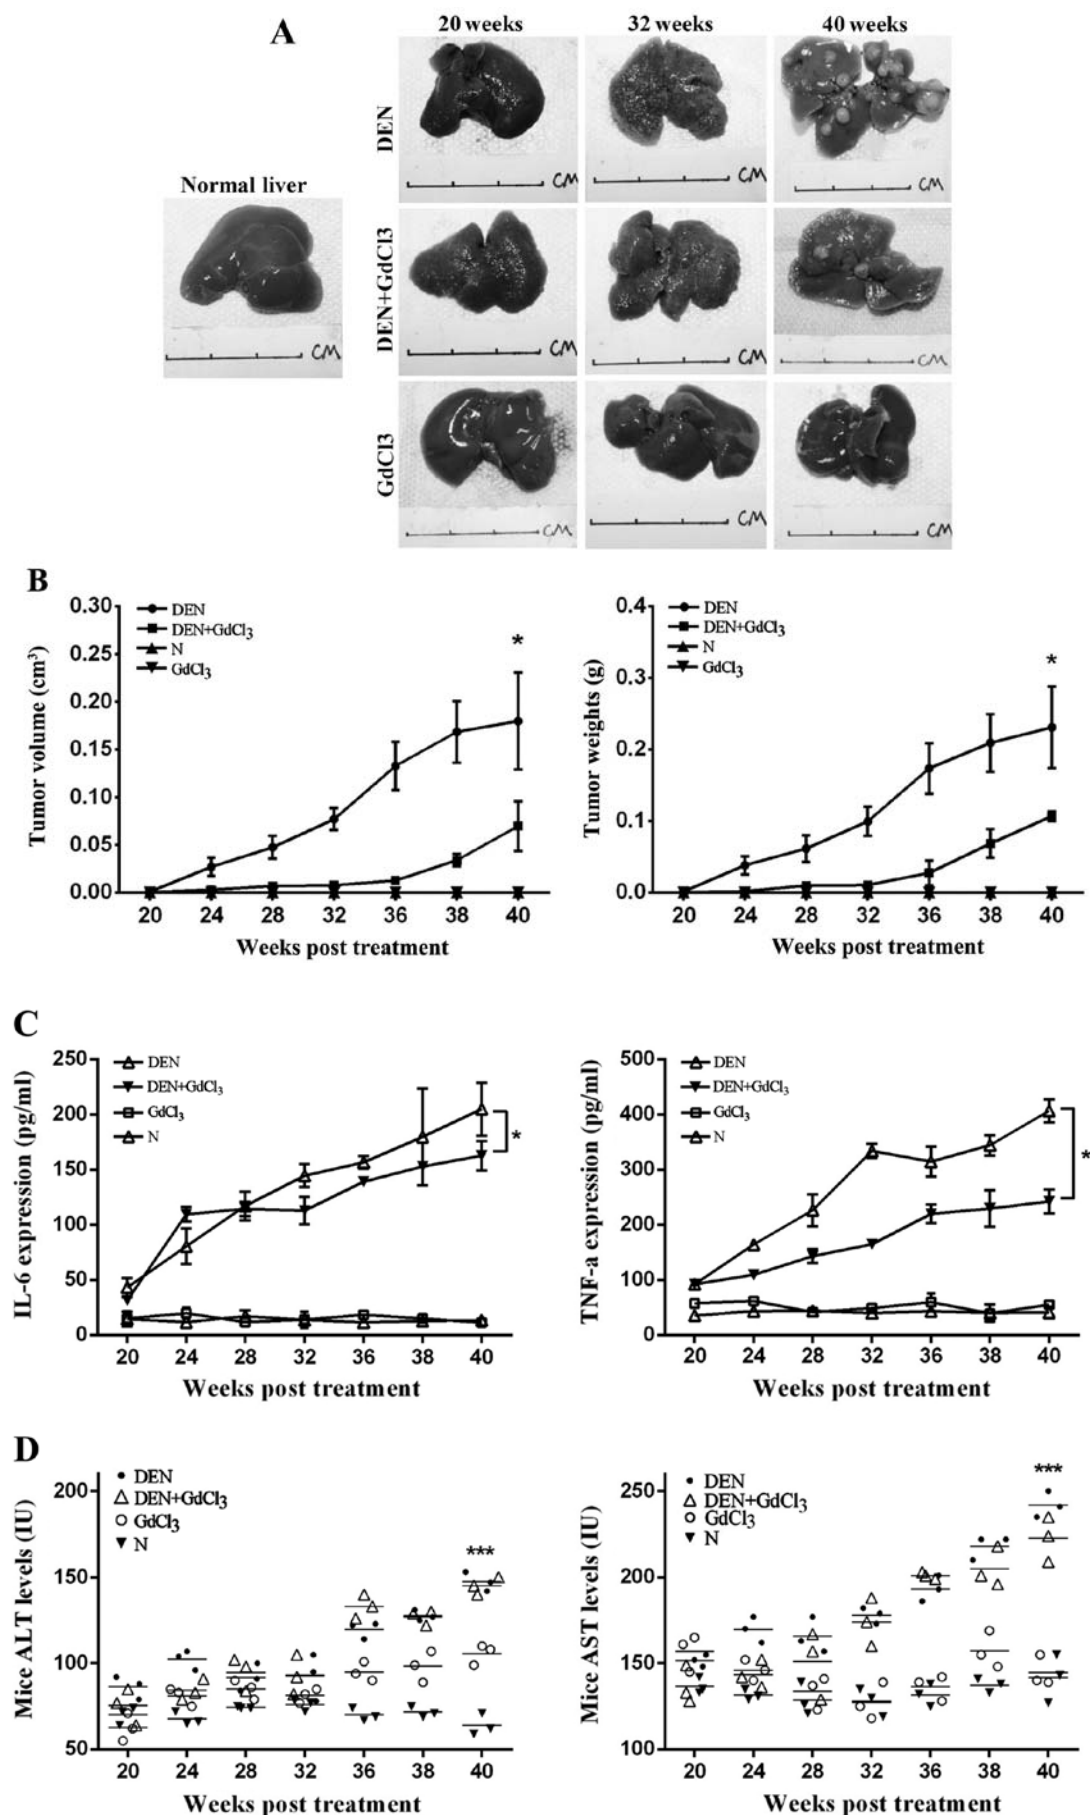 A
20 weeks 32 weeks 40 weeks
DEN
CM CM CM
Normal liver
CM
DEN+GdCl3
CM CM CM
GdCl3
CM CM CM
B
Tumor volume (cm³)
0.30
0.25
0.20
0.15
0.10
0.05
0.00
DEN
DEN+GdCl₃
N
GdCl₃
*
20 24 28 32 36 38 40
Weeks post treatment
Tumor weights (g)
0.4
0.3
0.2
0.1
0.0
DEN
DEN+GdCl₃
N
GdCl₃
*
20 24 28 32 36 38 40
Weeks post treatment
C
IL-6 expression (pg/ml)
250
200
150
100
50
0
DEN
DEN+GdCl₃
GdCl₃
N
*
20 24 28 32 36 38 40
Weeks post treatment
TNF-a expression (pg/ml)
500
400
300
200
100
0
DEN
DEN+GdCl₃
GdCl₃
N
*
20 24 28 32 36 38 40
Weeks post treatment
D
Mice ALT levels (IU)
200
150
100
50
DEN
DEN+GdCl₃
GdCl₃
N
***
20 24 28 32 36 38 40
Weeks post treatment
Mice AST levels (IU)
250
200
150
100
DEN
DEN+GdCl₃
GdCl₃
N
***
20 24 28 32 36 38 40
Weeks post treatment